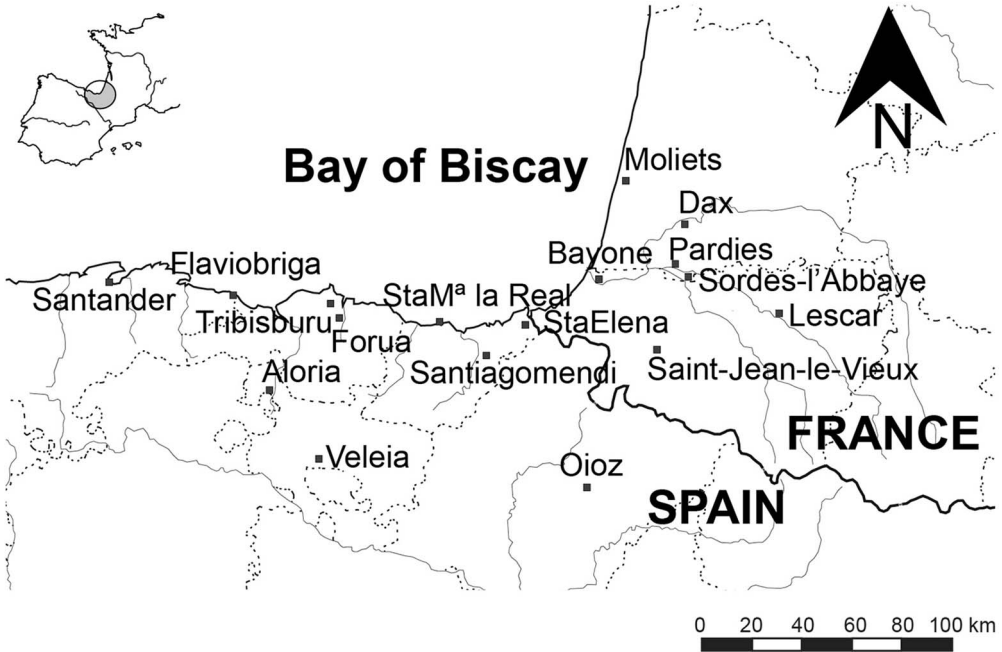 N
Bay of Biscay
Moliets
Dax
Bayone
Pardies
Flaviobriga
Sordes-l'Abbaye
Santander
StaMª la Real
Tribisburu
StaElena
Lescar
Forua
Aloria
Santiagomendi
Saint-Jean-le-Vieux
FRANCE
Veleia
Oioz
SPAIN
0 20 40 60 80 100 km